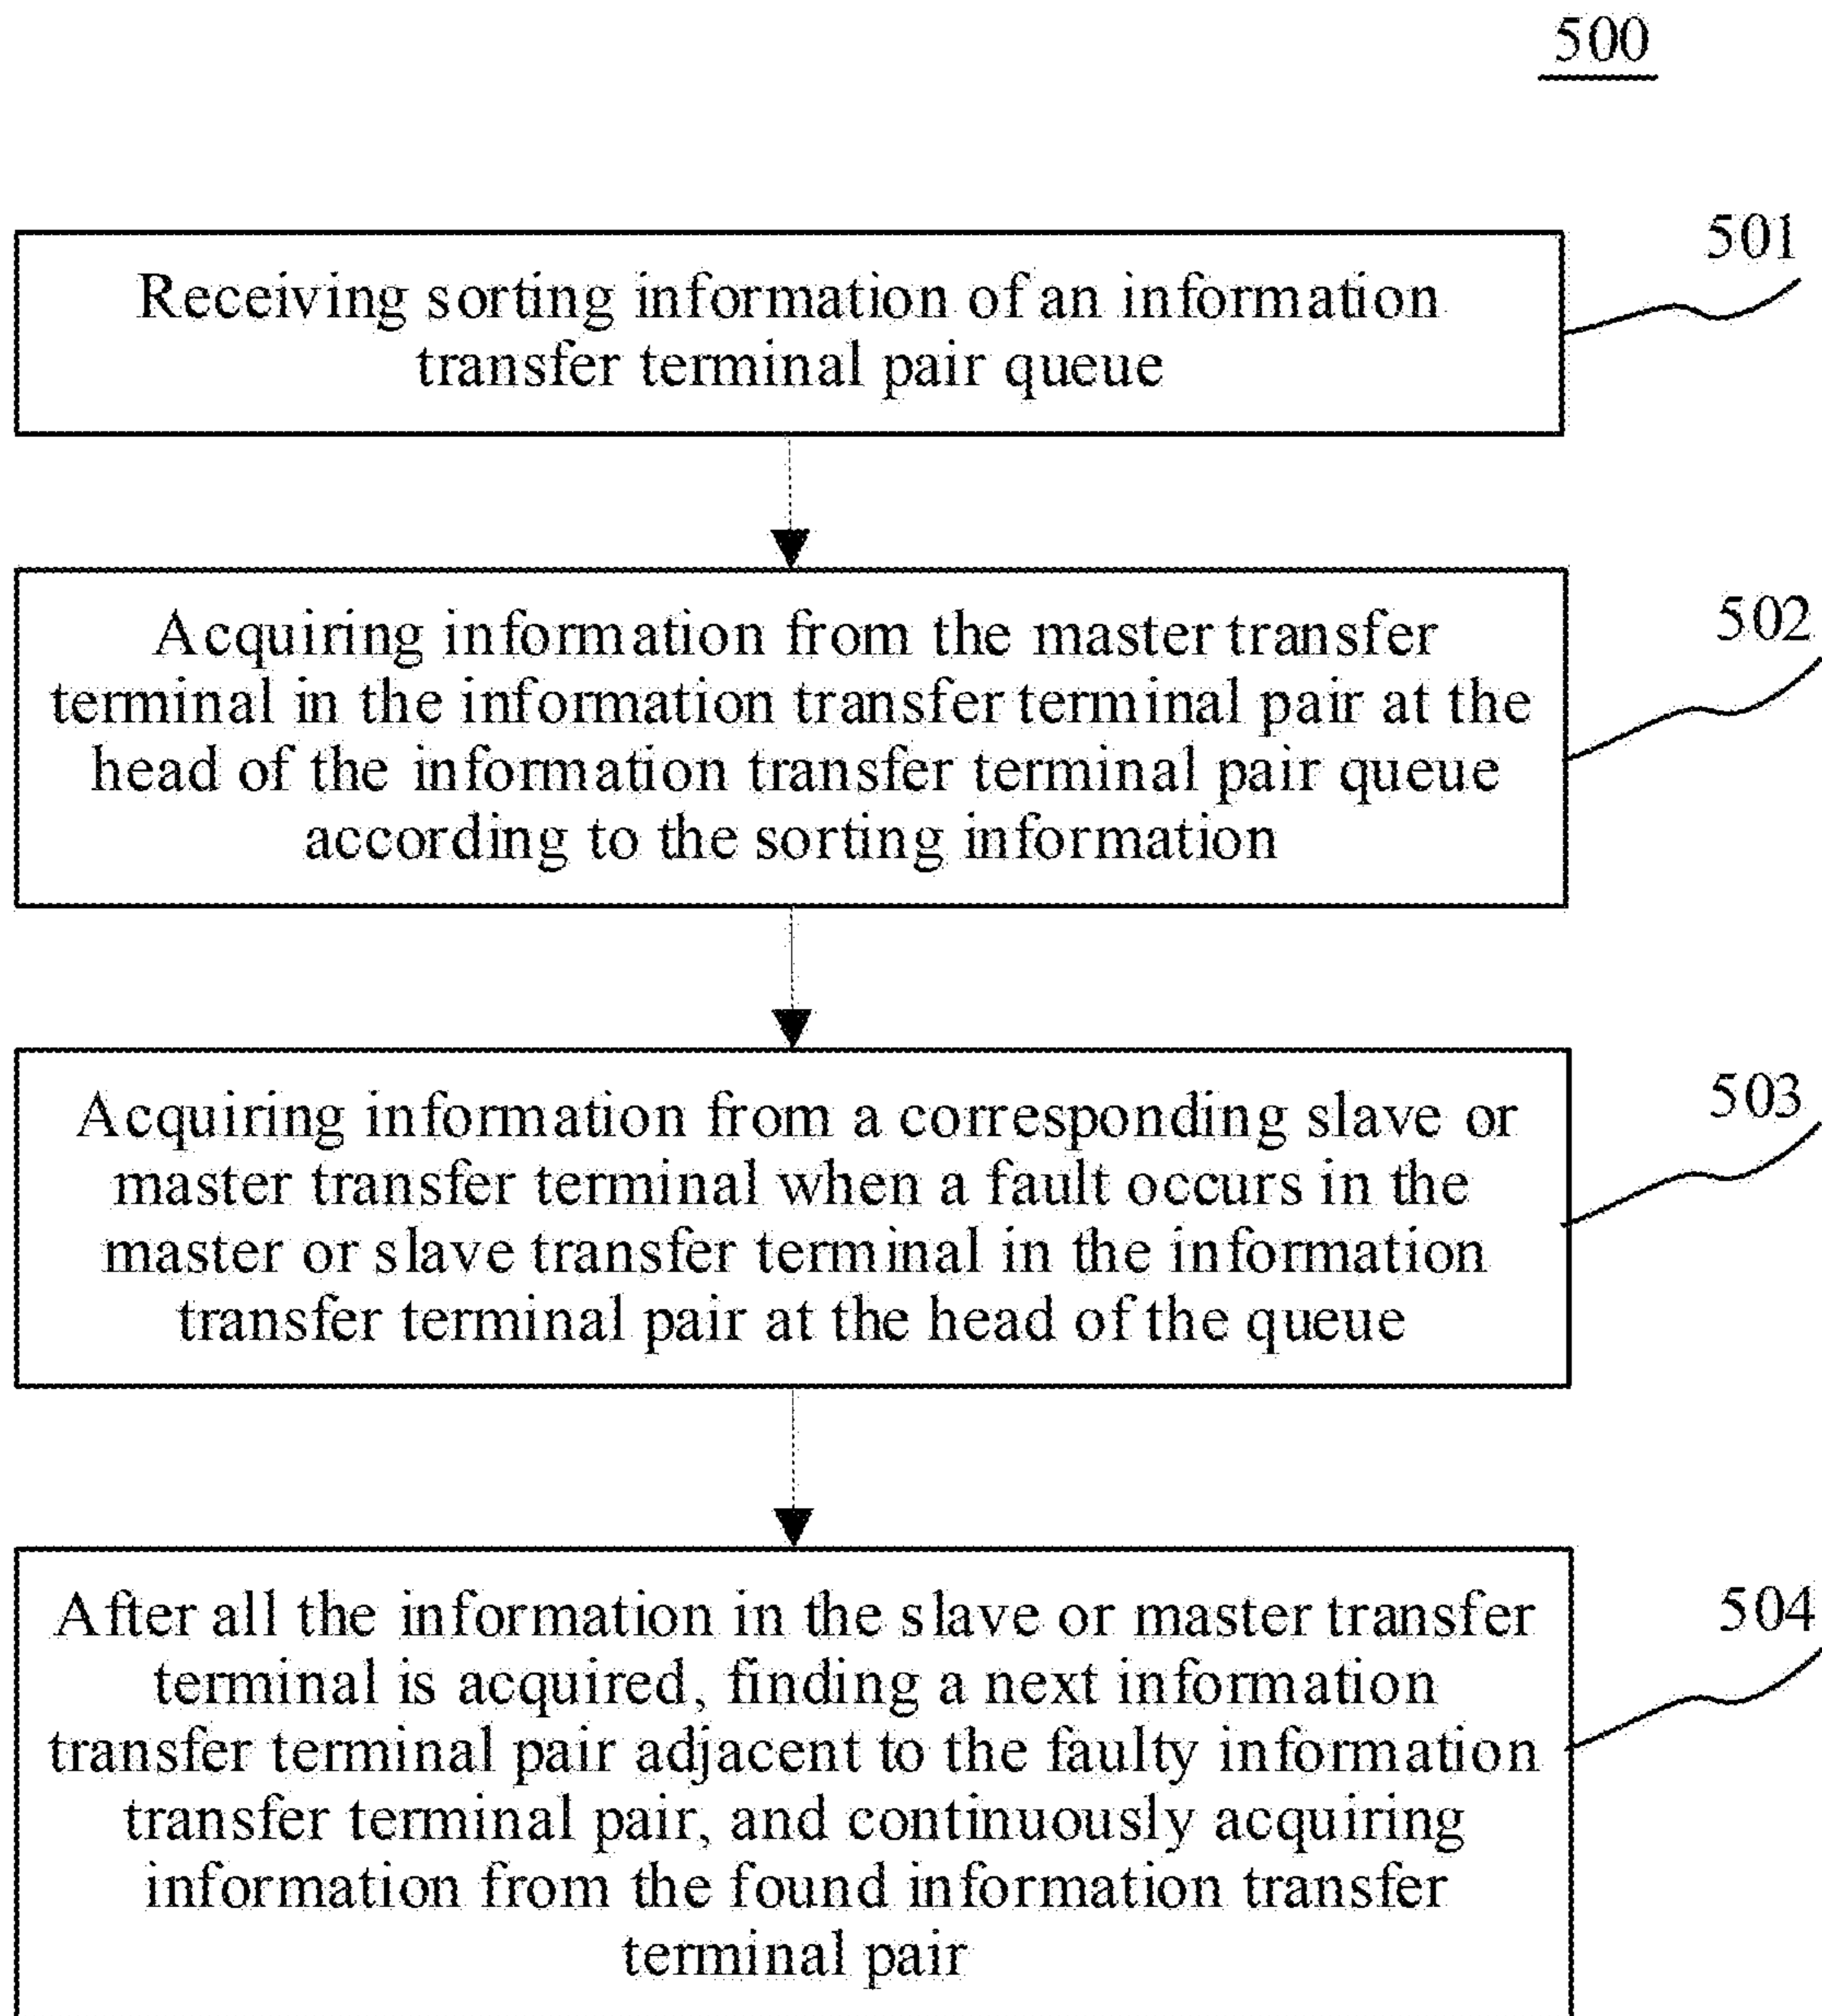 500
501
Receiving sorting information of an information
transfer terminal pair queue
502
Acquiring information from the master transfer
terminal in the information transfer terminal pair at the
head of the information transfer terminal pair queue
according to the sorting information
503
Acquiring information from a corresponding slave or
master transfer terminal when a fault occurs in the
master or slave transfer terminal in the information
transfer terminal pair at the head of the queue
504
After all the information in the slave or master transfer
terminal is acquired, finding a next information
transfer terminal pair adjacent to the faulty information
transfer terminal pair, and continuously acquiring
information from the found information transfer
terminal pair